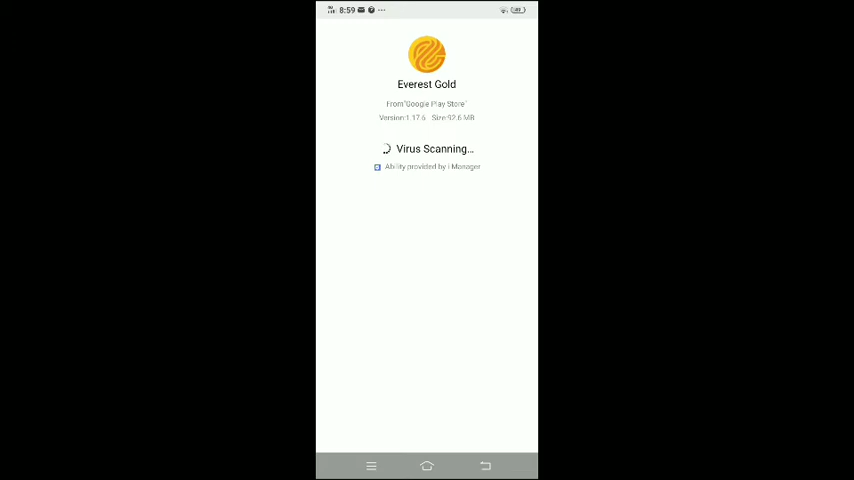 8:59
Everest Gold
From"Google Play Store"
Version:1.17.6 Size:92.6 MB
Virus Scanning...
Ability provided by i Manager